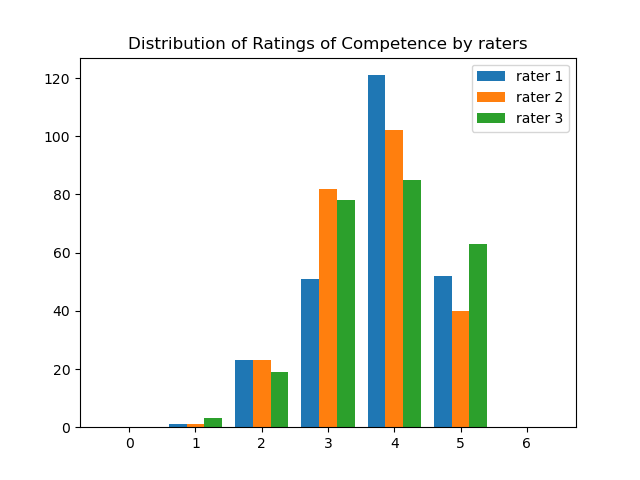 Distribution of Ratings of Competence by raters
rater 1
rater 2
rater 3
120
100
80
60
40
20
0
0 1 2 3 4 5 6